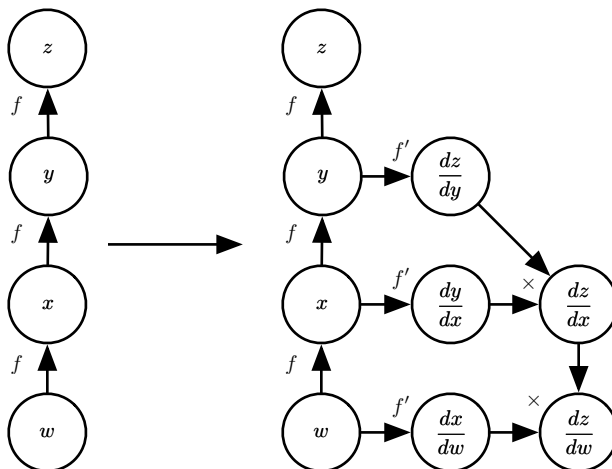 z z
f f
y f′ dz/dy
f f
x f′ dy/dx × dz/dx
f f
w f′ dx/dw × dz/dw